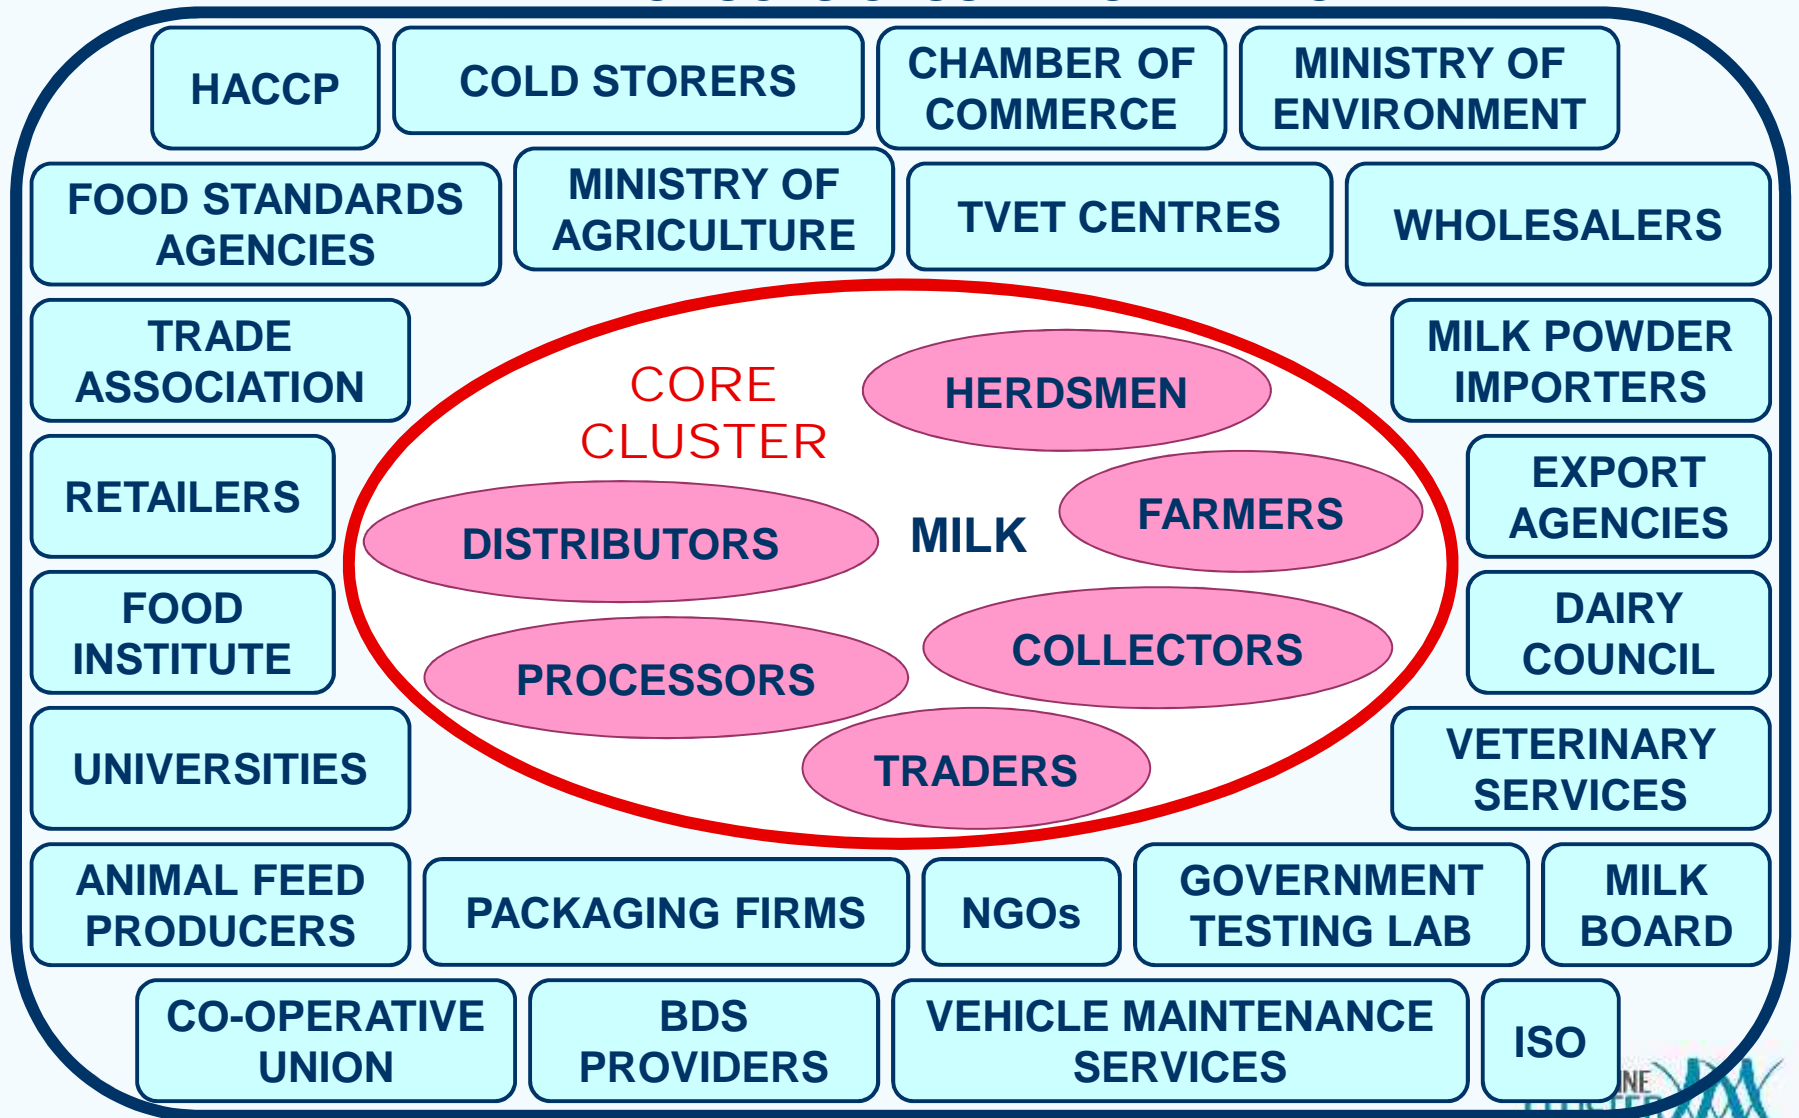 HACCP
COLD STORERS
CHAMBER OF
COMMERCE
MINISTRY OF
ENVIRONMENT
FOOD STANDARDS
AGENCIES
MINISTRY OF
AGRICULTURE
TVET CENTRES
WHOLESALERS
TRADE
ASSOCIATION
CORE
CLUSTER
HERDSMEN
MILK POWDER
IMPORTERS
RETAILERS
DISTRIBUTORS
MILK
FARMERS
EXPORT
AGENCIES
FOOD
INSTITUTE
PROCESSORS
COLLECTORS
DAIRY
COUNCIL
UNIVERSITIES
TRADERS
VETERINARY
SERVICES
ANIMAL FEED
PRODUCERS
PACKAGING FIRMS
NGOs
GOVERNMENT
TESTING LAB
MILK
BOARD
CO-OPERATIVE
UNION
BDS
PROVIDERS
VEHICLE MAINTENANCE
SERVICES
ISO